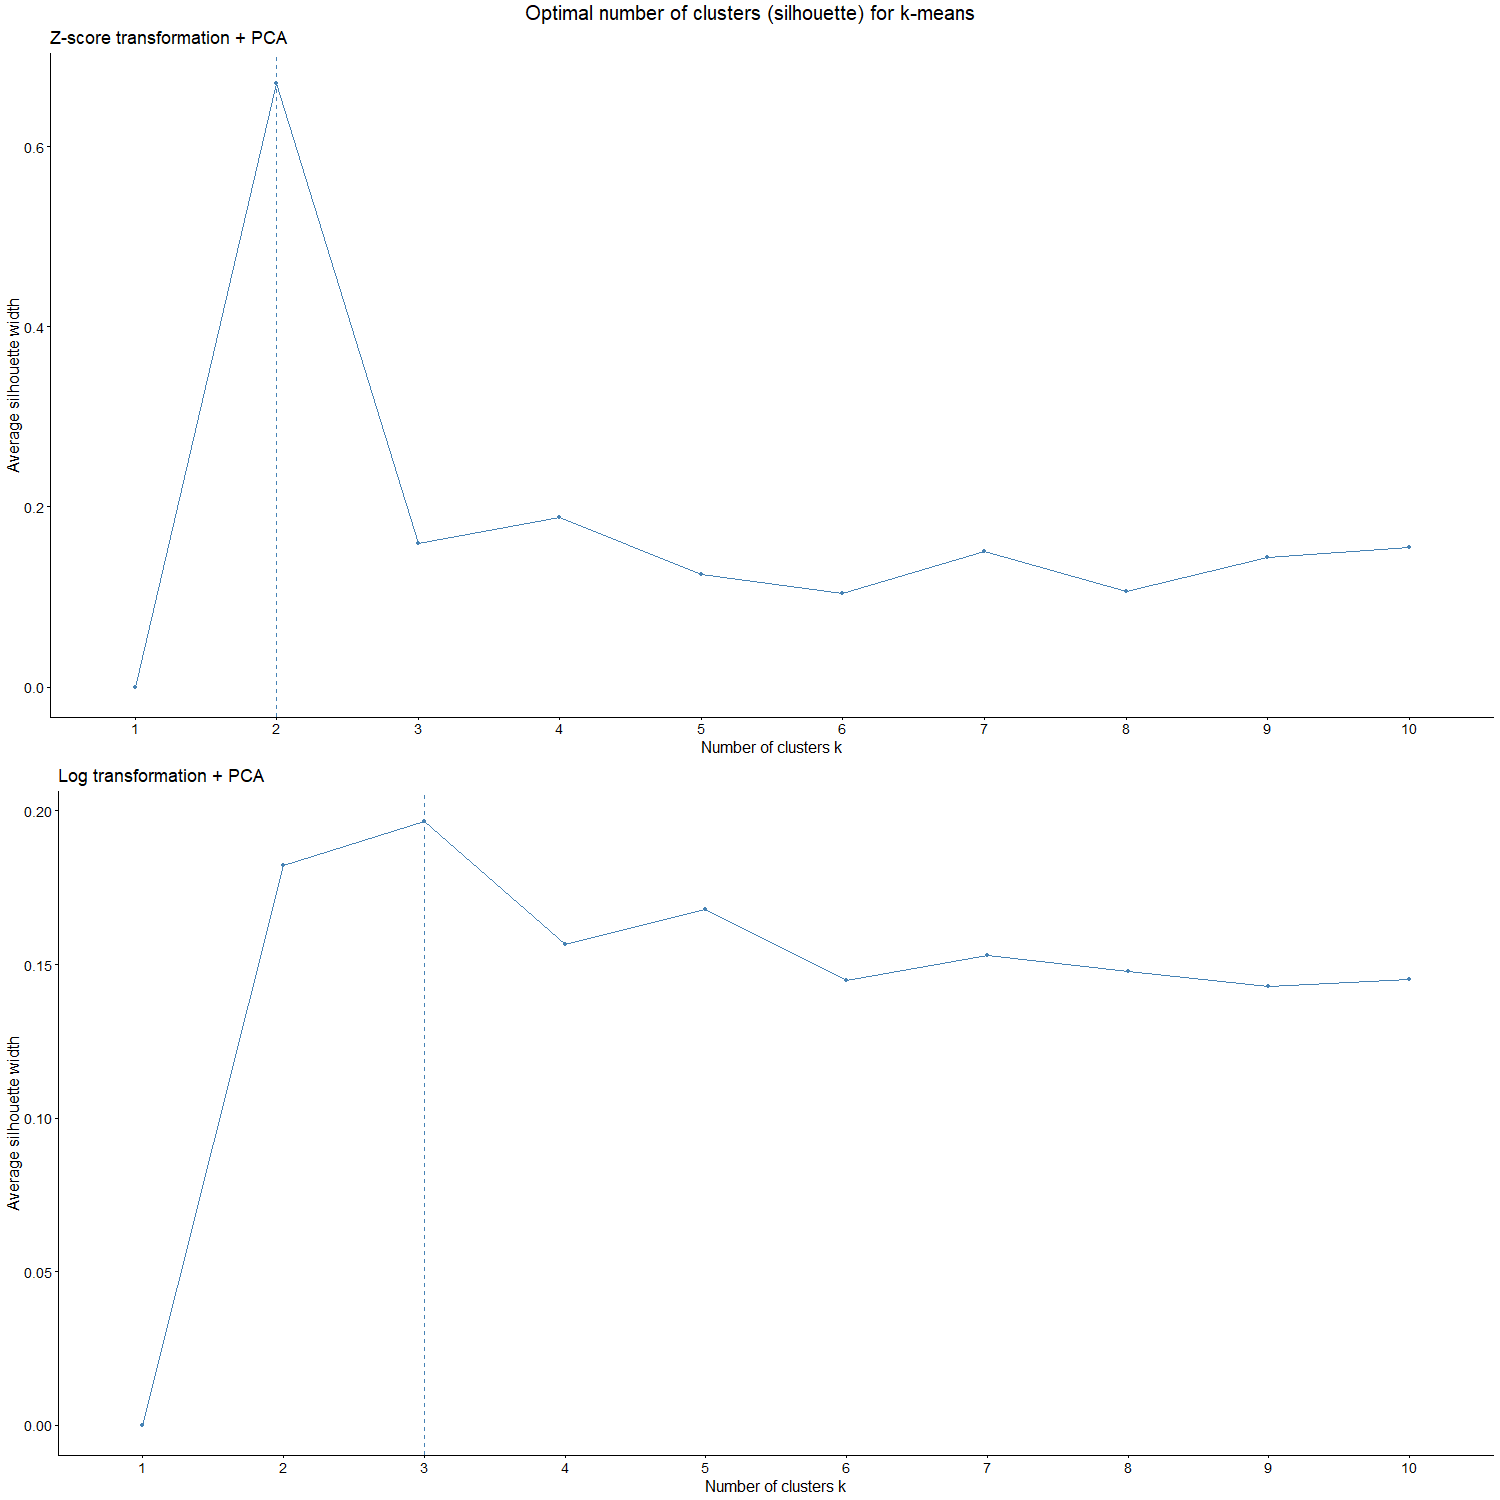 Optimal number of clusters (silhouette) for k-means
Z-score transformation + PCA
Average silhouette width
0.6
0.4
0.2
0.0
1 2 3 4 5 6 7 8 9 10
Number of clusters k
Log transformation + PCA
Average silhouette width
0.20
0.15
0.10
0.05
0.00
1 2 3 4 5 6 7 8 9 10
Number of clusters k